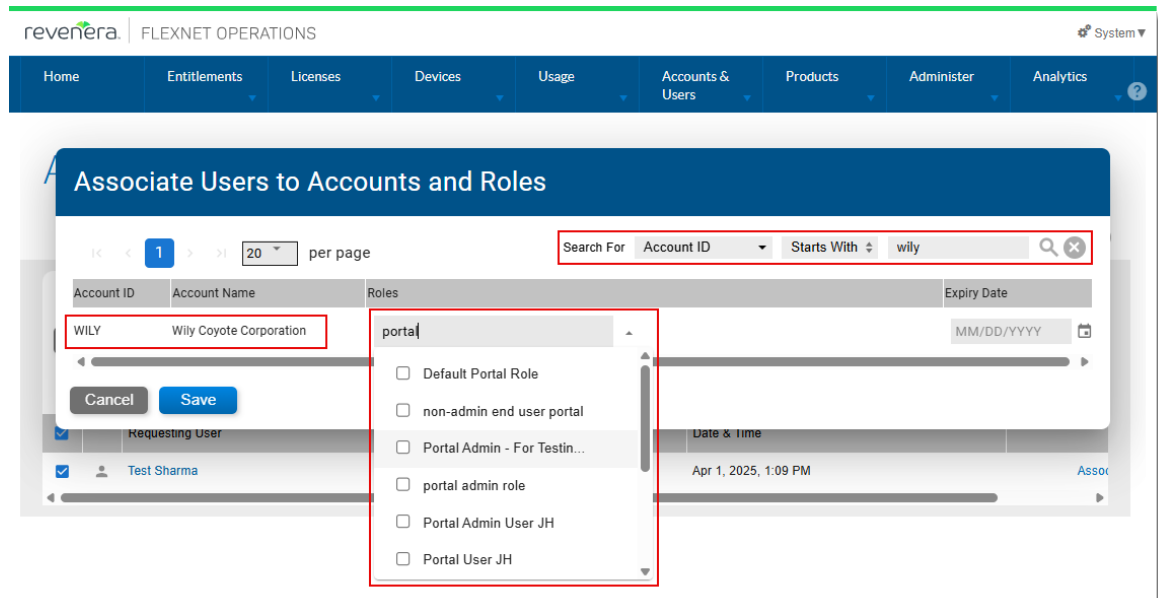 revenera. FLEXNET OPERATIONS System
Home Entitlements Licenses Devices Usage Accounts & Users Products Administer Analytics ?
A
Associate Users to Accounts and Roles
1 20 per page Search For Account ID Starts With wily
Account ID Account Name Roles Expiry Date
WILY Wily Coyote Corporation portal MM/DD/YYYY
Default Portal Role
Cancel Save
non-admin end user portal
Requesting User Date & Time
Portal Admin - For Testin...
Test Sharma Apr 1, 2025, 1:09 PM Assoc
portal admin role
Portal Admin User JH
Portal User JH